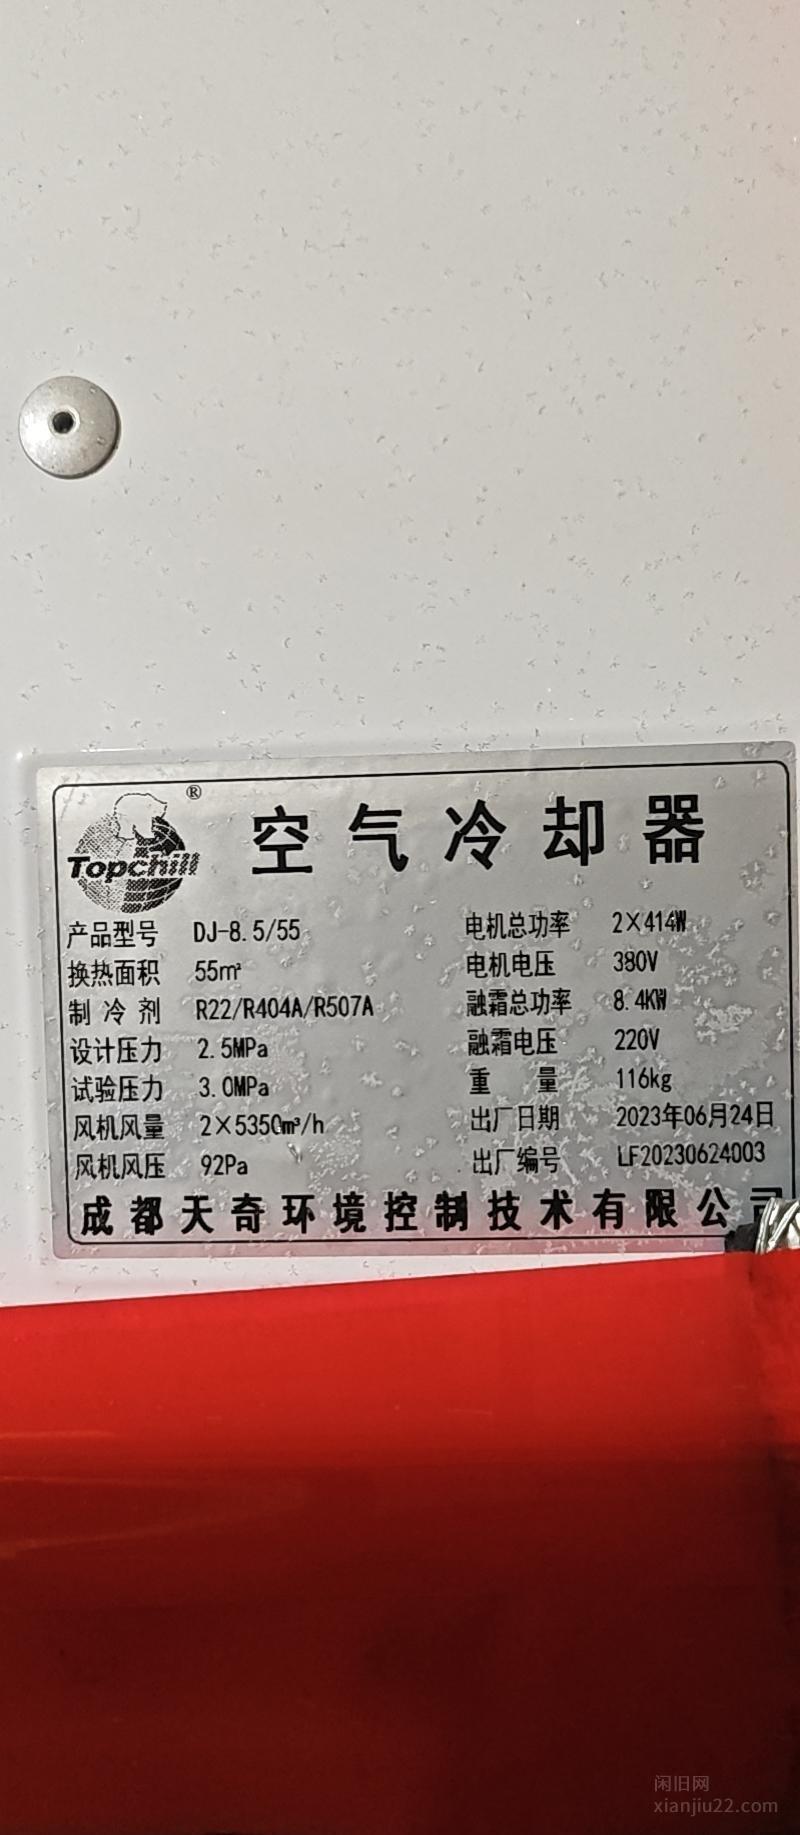 ®
Topchill
空气冷却器
产品型号 DJ-8.5/55 电机总功率 2×414W
换热面积 55m² 电机电压 380V
制冷剂 R22/R404A/R507A 融霜总功率 8.4KW
设计压力 2.5MPa 融霜电压 220V
试验压力 3.0MPa 重量 116kg
风机风量 2×5350m³/h 出厂日期 2023年06月24日
风机风压 92Pa 出厂编号 LF20230624003
成都天奇环境控制技术有限公司
闲旧网
xianjiu22.com